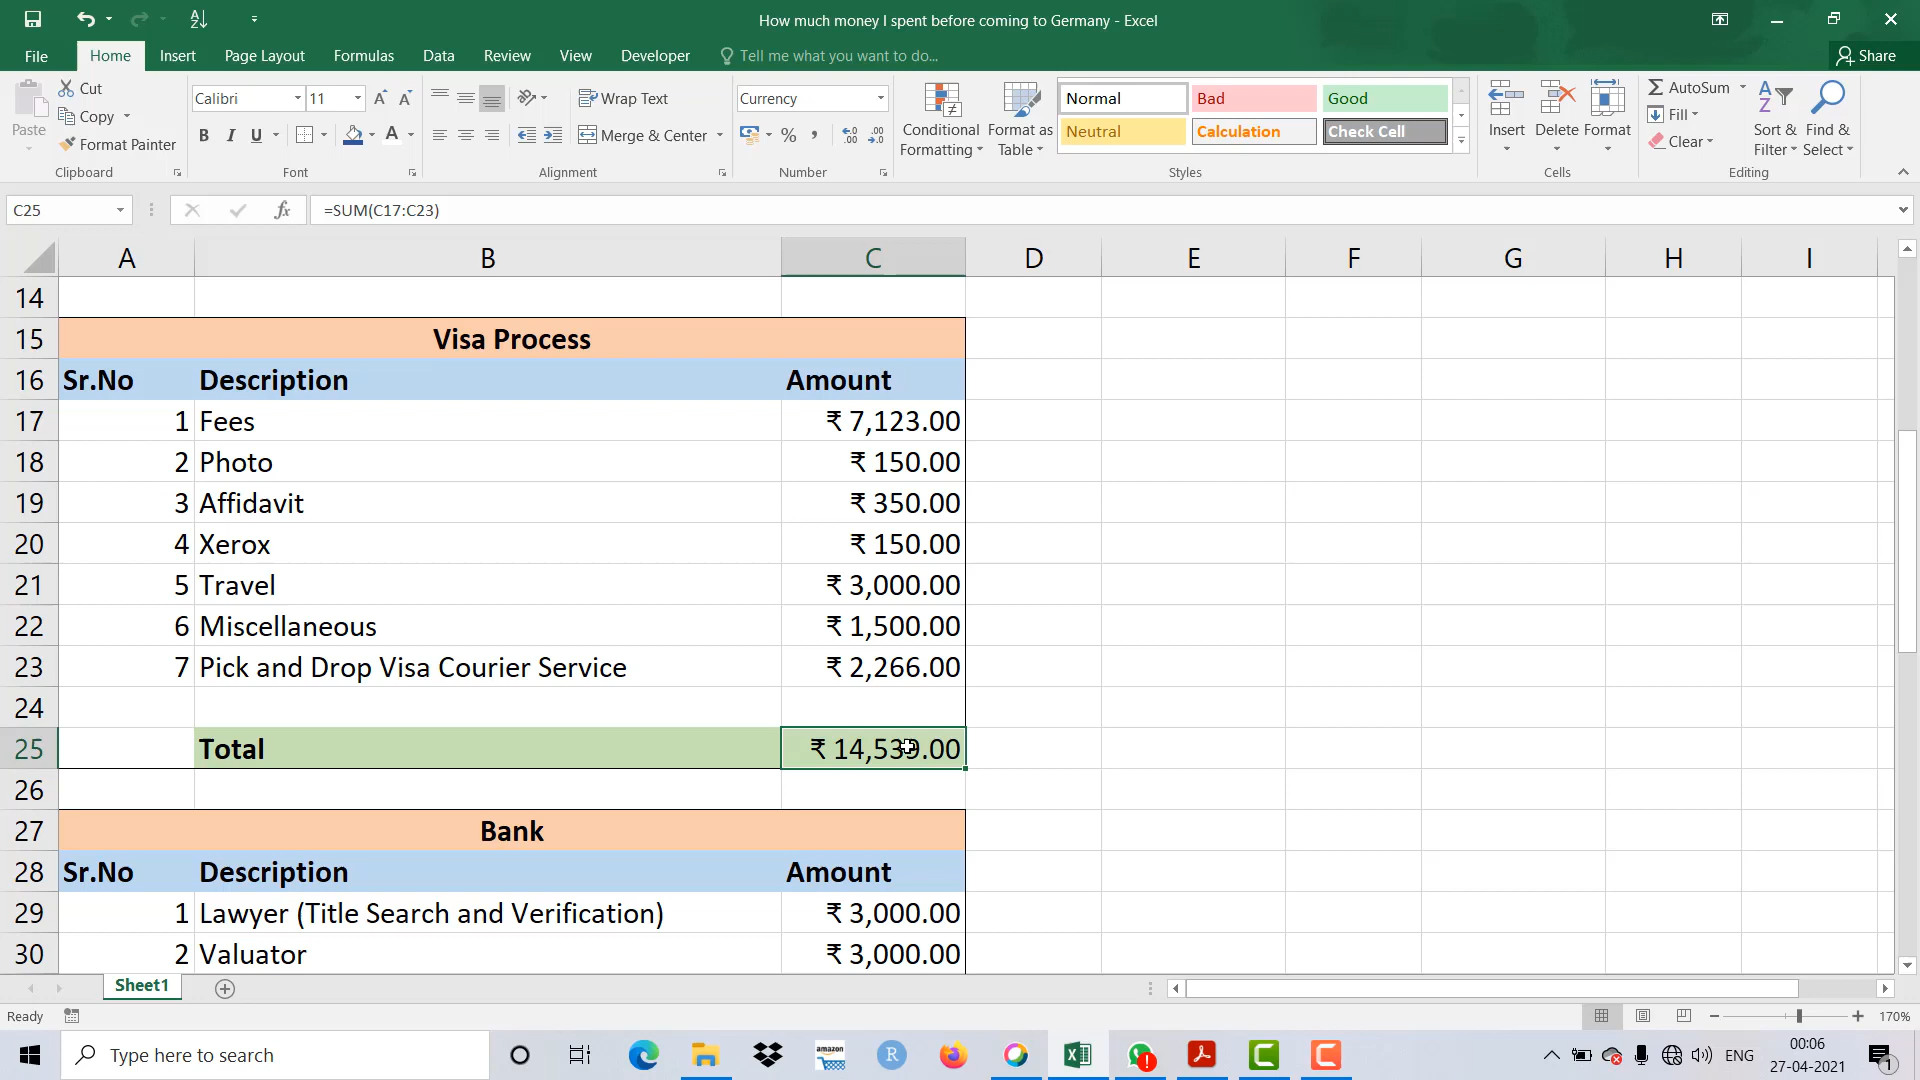 How much money I spent before coming to Germany - Excel
File Home Insert Page Layout Formulas Data Review View Developer Tell me what you want to do... Share
Paste
Cut
Copy
Format Painter
Clipboard
Calibri 11
B I U
Font
Wrap Text
Merge & Center
Alignment
Currency
% ,
Number
Conditional Formatting
Format as Table
Normal Bad Good
Neutral Calculation Check Cell
Styles
Insert Delete Format
Cells
AutoSum
Fill
Clear
Sort & Filter
Find & Select
Editing
C25 fx =SUM(C17:C23)
A B C D E F G H I
14
15 Visa Process
16 Sr.No Description Amount
17 1 Fees ₹ 7,123.00
18 2 Photo ₹ 150.00
19 3 Affidavit ₹ 350.00
20 4 Xerox ₹ 150.00
21 5 Travel ₹ 3,000.00
22 6 Miscellaneous ₹ 1,500.00
23 7 Pick and Drop Visa Courier Service ₹ 2,266.00
24
25 Total ₹ 14,539.00
26
27 Bank
28 Sr.No Description Amount
29 1 Lawyer (Title Search and Verification) ₹ 3,000.00
30 2 Valuator ₹ 3,000.00
Sheet1
Ready 170%
Type here to search
amazon
R
ENG
00:06
27-04-2021
1